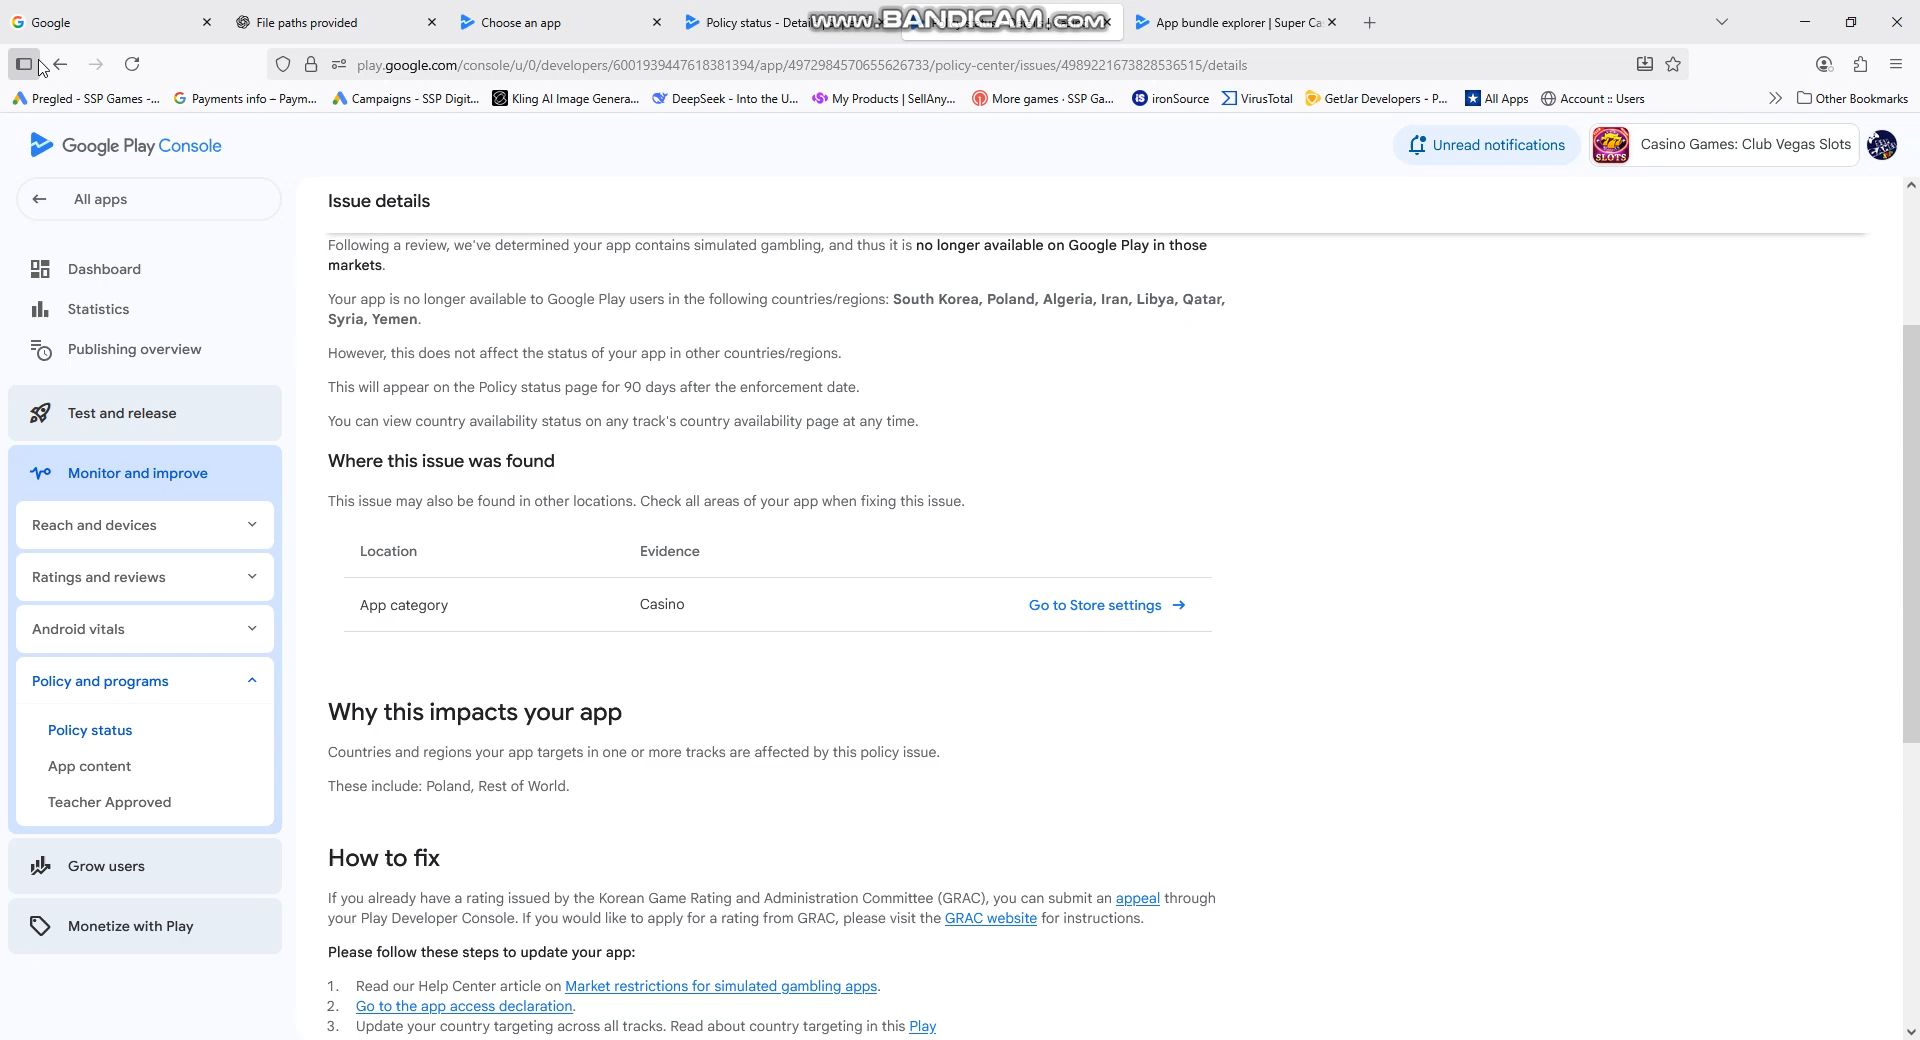 Google
File paths provided
Choose an app
Policy status - Detai
www.BANDICAM.com
App bundle explorer | Super Ca
play.google.com/console/u/0/developers/6001939447618381394/app/4972984570655626733/policy-center/issues/4989221673828536515/details
Pregled - SSP Games -...
Payments info – Paym...
Campaigns - SSP Digit...
Kling AI Image Genera...
DeepSeek - Into the U...
My Products | SellAny...
More games · SSP Ga...
ironSource
VirusTotal
GetJar Developers - P...
All Apps
Account :: Users
Other Bookmarks
Google Play Console
Unread notifications
SLOTS
Casino Games: Club Vegas Slots
All apps
Dashboard
Statistics
Publishing overview
Test and release
Monitor and improve
Reach and devices
Ratings and reviews
Android vitals
Policy and programs
Policy status
App content
Teacher Approved
Grow users
Monetize with Play
Issue details
Following a review, we've determined your app contains simulated gambling, and thus it is no longer available on Google Play in those
markets.
Your app is no longer available to Google Play users in the following countries/regions: South Korea, Poland, Algeria, Iran, Libya, Qatar,
Syria, Yemen.
However, this does not affect the status of your app in other countries/regions.
This will appear on the Policy status page for 90 days after the enforcement date.
You can view country availability status on any track's country availability page at any time.
Where this issue was found
This issue may also be found in other locations. Check all areas of your app when fixing this issue.
Location Evidence
App category Casino Go to Store settings
Why this impacts your app
Countries and regions your app targets in one or more tracks are affected by this policy issue.
These include: Poland, Rest of World.
How to fix
If you already have a rating issued by the Korean Game Rating and Administration Committee (GRAC), you can submit an appeal through
your Play Developer Console. If you would like to apply for a rating from GRAC, please visit the GRAC website for instructions.
Please follow these steps to update your app:
1. Read our Help Center article on Market restrictions for simulated gambling apps.
2. Go to the app access declaration.
3. Update your country targeting across all tracks. Read about country targeting in this Play